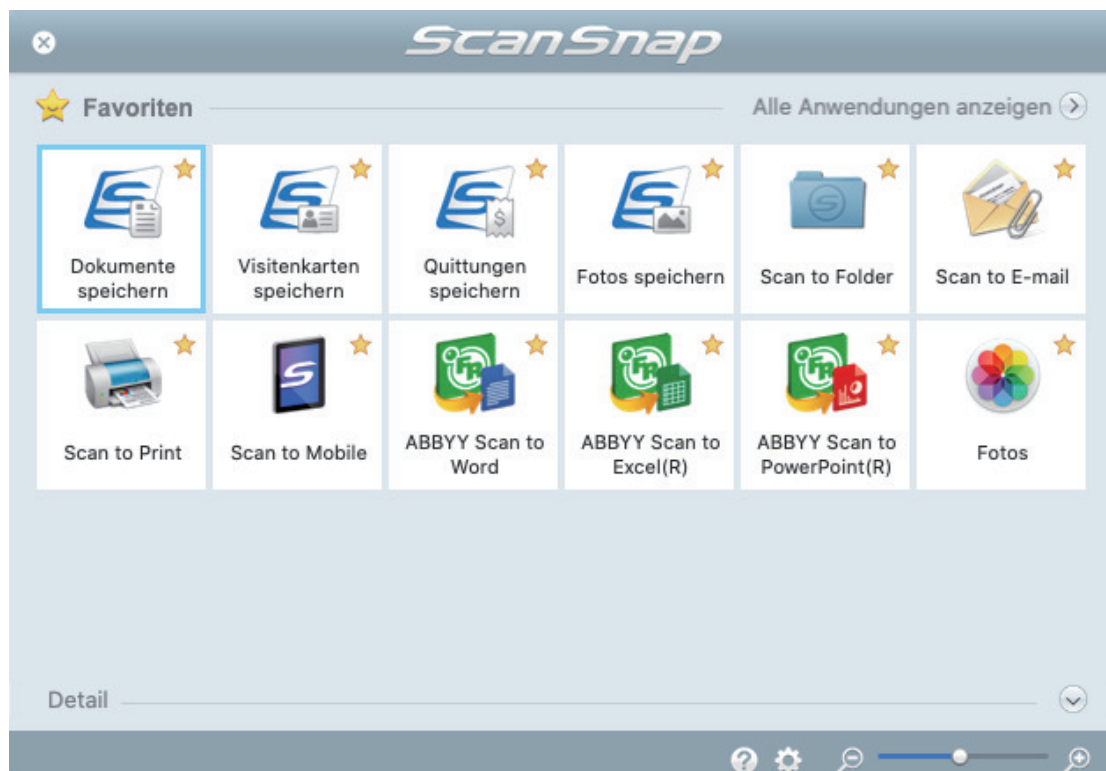 ScanSnap
Favoriten
Alle Anwendungen anzeigen
Dokumente
speichern
Visitenkarten
speichern
Quittungen
speichern
Fotos speichern
Scan to Folder
Scan to E-mail
Scan to Print
Scan to Mobile
ABBYY Scan to
Word
ABBYY Scan to
Excel(R)
ABBYY Scan to
PowerPoint(R)
Fotos
Detail